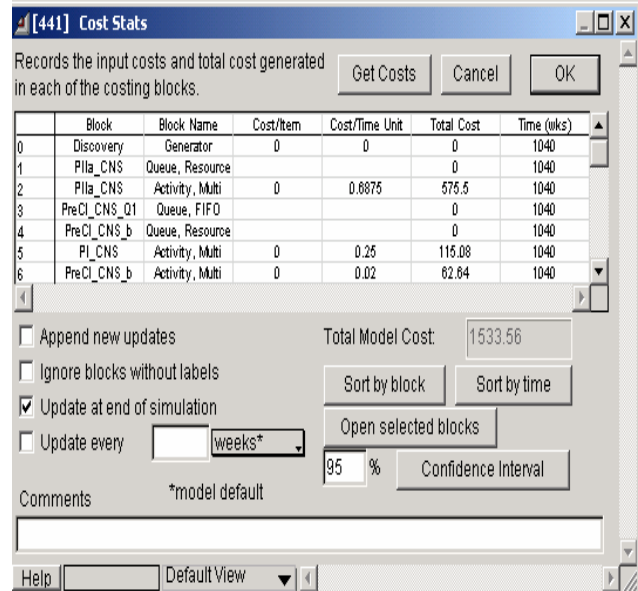 [441] Cost Stats
Records the input costs and total cost generated
in each of the costing blocks.
Get Costs Cancel OK
Block Block Name Cost/Item Cost/Time Unit Total Cost Time (wks)
0 Discovery Generator 0 0 0 1040
1 PIIa_CNS Queue, Resource 0 1040
2 PIIa_CNS Activity, Multi 0 0.6875 575.5 1040
3 PreCl_CNS_Q1 Queue, FIFO 0 1040
4 PreCl_CNS_b Queue, Resource 0 1040
5 PI_CNS Activity, Multi 0 0.25 115.08 1040
6 PreCl_CNS_b Activity, Multi 0 0.02 62.64 1040
Append new updates
Total Model Cost: 1533.56
Ignore blocks without labels
Sort by block Sort by time
Update at end of simulation
Open selected blocks
Update every weeks*
95 % Confidence Interval
*model default
Comments
Help Default View